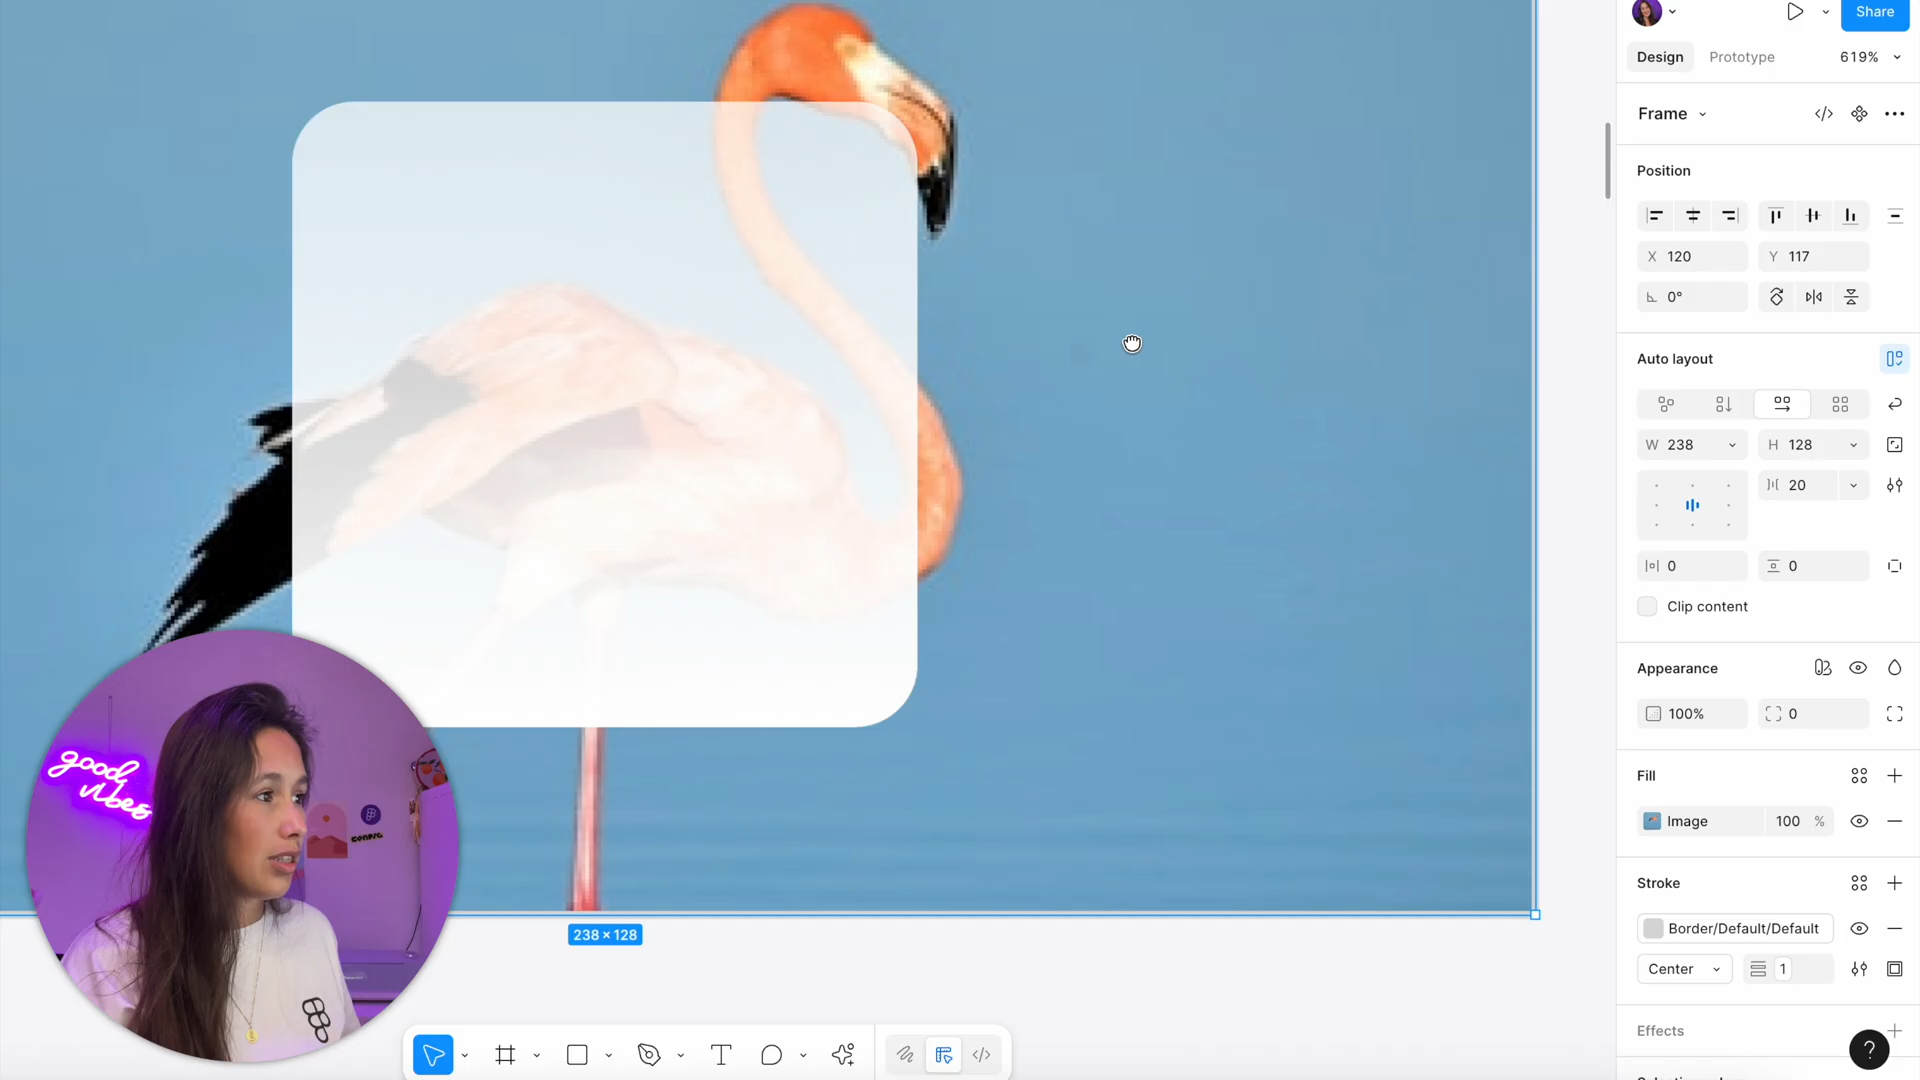 Share
Design Prototype 619%
Frame
Position
X 120 Y 117
0°
Auto layout
W 238 H 128
20
0 0
Clip content
Appearance
100% 0
Fill
Image 100 %
Stroke
Border/Default/Default
Center 1
Effects
?
238 × 128
good
vibes